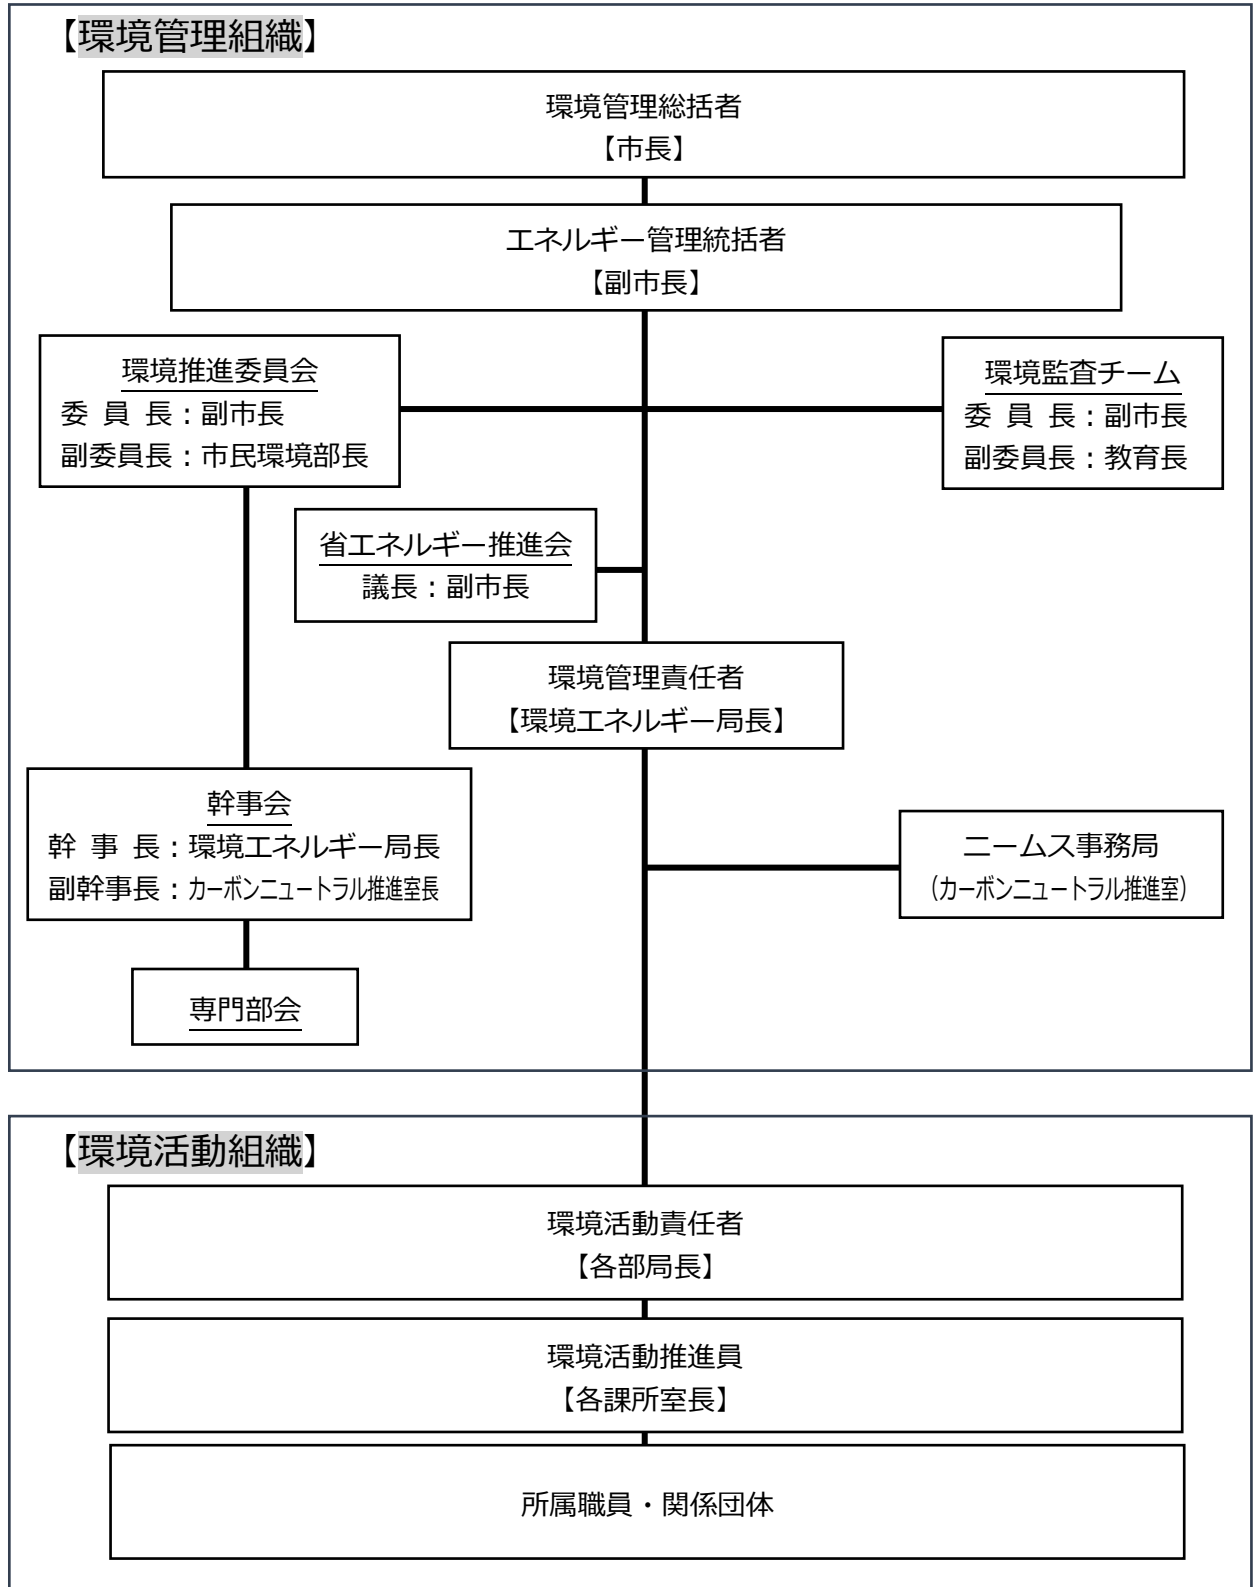 【環境管理組織】
環境管理総括者
【市長】
エネルギー管理統括者
【副市長】
環境推進委員会
委 員 長：副市長
副委員長：市民環境部長
環境監査チーム
委 員 長：副市長
副委員長：教育長
省エネルギー推進会
議長：副市長
環境管理責任者
【環境エネルギー局長】
幹事会
幹 事 長：環境エネルギー局長
副幹事長：カーボンニュートラル推進室長
ニームス事務局
（カーボンニュートラル推進室）
専門部会
【環境活動組織】
環境活動責任者
【各部局長】
環境活動推進員
【各課所室長】
所属職員・関係団体